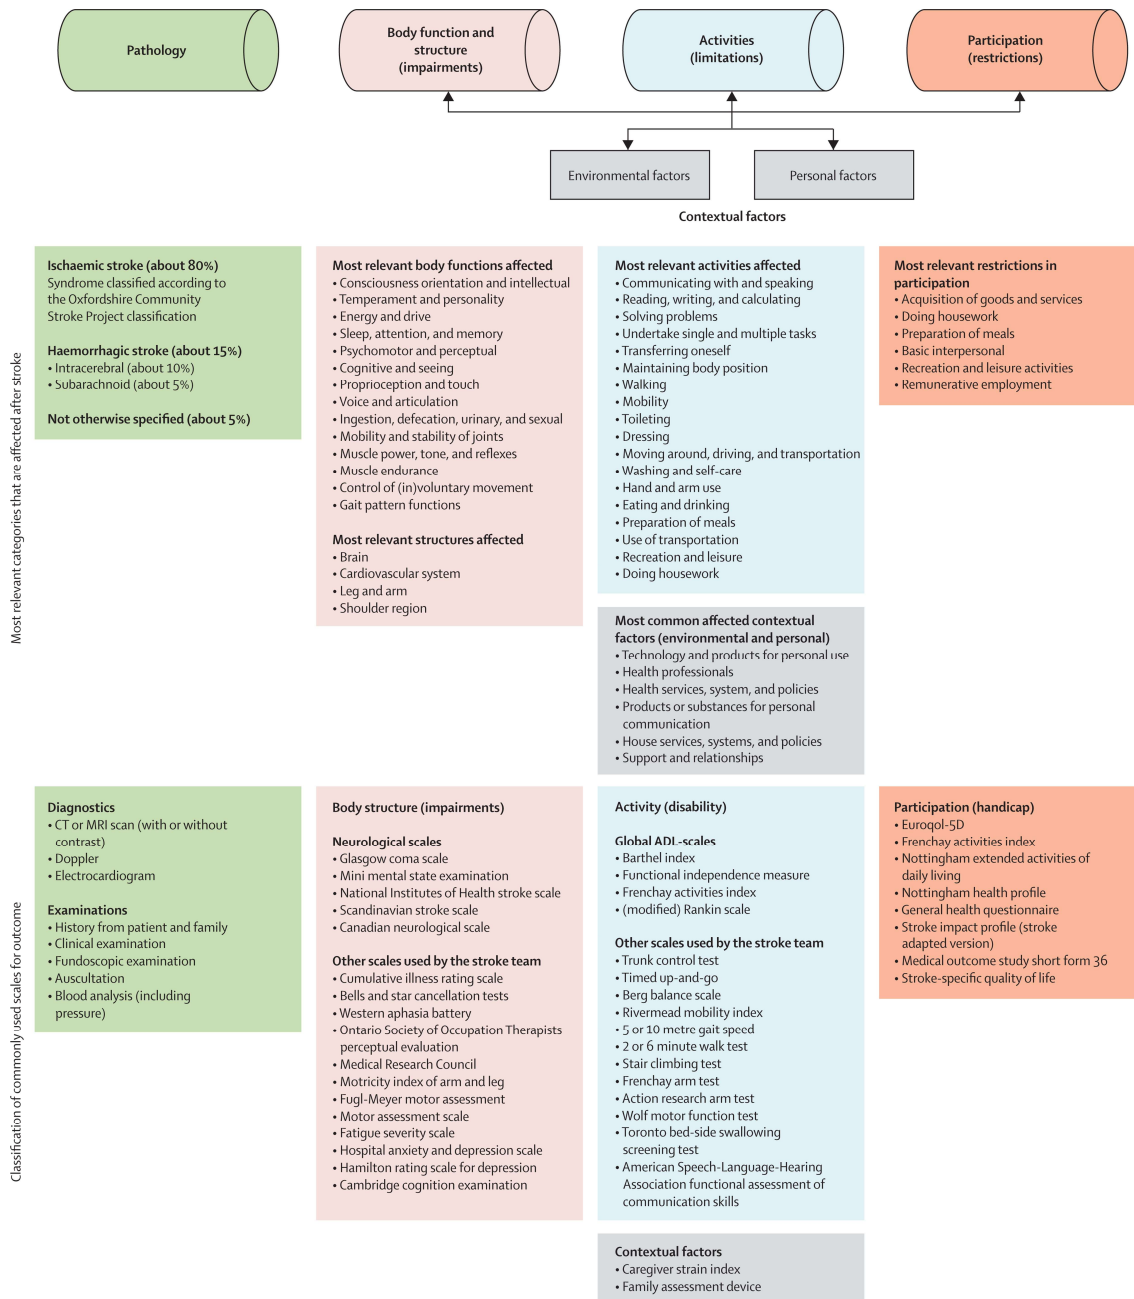 Pathology
Body function and
structure
(impairments)
Activities
(limitations)
Participation
(restrictions)
Environmental factors
Personal factors
Contextual factors
Most relevant categories that are affected after stroke
Ischaemic stroke (about 80%)
Syndrome classified according to
the Oxfordshire Community
Stroke Project classification
Haemorrhagic stroke (about 15%)
• Intracerebral (about 10%)
• Subarachnoid (about 5%)
Not otherwise specified (about 5%)
Most relevant body functions affected
• Consciousness orientation and intellectual
• Temperament and personality
• Energy and drive
• Sleep, attention, and memory
• Psychomotor and perceptual
• Cognitive and seeing
• Proprioception and touch
• Voice and articulation
• Ingestion, defecation, urinary, and sexual
• Mobility and stability of joints
• Muscle power, tone, and reflexes
• Muscle endurance
• Control of (in)voluntary movement
• Gait pattern functions
Most relevant structures affected
• Brain
• Cardiovascular system
• Leg and arm
• Shoulder region
Most relevant activities affected
• Communicating with and speaking
• Reading, writing, and calculating
• Solving problems
• Undertake single and multiple tasks
• Transferring oneself
• Maintaining body position
• Walking
• Mobility
• Toileting
• Dressing
• Moving around, driving, and transportation
• Washing and self-care
• Hand and arm use
• Eating and drinking
• Preparation of meals
• Use of transportation
• Recreation and leisure
• Doing housework
Most common affected contextual
factors (environmental and personal)
• Technology and products for personal use
• Health professionals
• Health services, system, and policies
• Products or substances for personal
communication
• House services, systems, and policies
• Support and relationships
Most relevant restrictions in
participation
• Acquisition of goods and services
• Doing housework
• Preparation of meals
• Basic interpersonal
• Recreation and leisure activities
• Remunerative employment
Classification of commonly used scales for outcome
Diagnostics
• CT or MRI scan (with or without
contrast)
• Doppler
• Electrocardiogram
Examinations
• History from patient and family
• Clinical examination
• Fundoscopic examination
• Auscultation
• Blood analysis (including
pressure)
Body structure (impairments)
Neurological scales
• Glasgow coma scale
• Mini mental state examination
• National Institutes of Health stroke scale
• Scandinavian stroke scale
• Canadian neurological scale
Other scales used by the stroke team
• Cumulative illness rating scale
• Bells and star cancellation tests
• Western aphasia battery
• Ontario Society of Occupation Therapists
perceptual evaluation
• Medical Research Council
• Motricity index of arm and leg
• Fugl-Meyer motor assessment
• Motor assessment scale
• Fatigue severity scale
• Hospital anxiety and depression scale
• Hamilton rating scale for depression
• Cambridge cognition examination
Activity (disability)
Global ADL-scales
• Barthel index
• Functional independence measure
• Frenchay activities index
• (modified) Rankin scale
Other scales used by the stroke team
• Trunk control test
• Timed up-and-go
• Berg balance scale
• Rivermead mobility index
• 5 or 10 metre gait speed
• 2 or 6 minute walk test
• Stair climbing test
• Frenchay arm test
• Action research arm test
• Wolf motor function test
• Toronto bed-side swallowing
screening test
• American Speech-Language-Hearing
Association functional assessment of
communication skills
Contextual factors
• Caregiver strain index
• Family assessment device
Participation (handicap)
• Euroqol-5D
• Frenchay activities index
• Nottingham extended activities of
daily living
• Nottingham health profile
• General health questionnaire
• Stroke impact profile (stroke
adapted version)
• Medical outcome study short form 36
• Stroke-specific quality of life